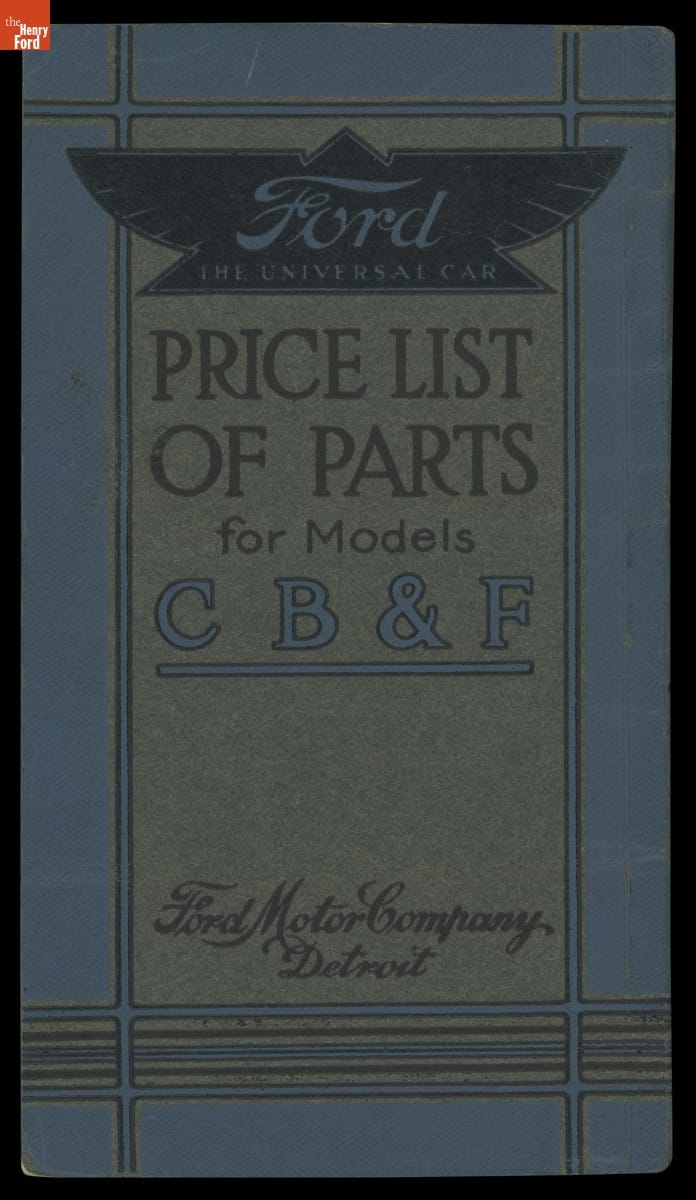 the
Henry
Ford
Ford
THE UNIVERSAL CAR
PRICE LIST
OF PARTS
for Models
C B & F
Ford Motor Company
Detroit